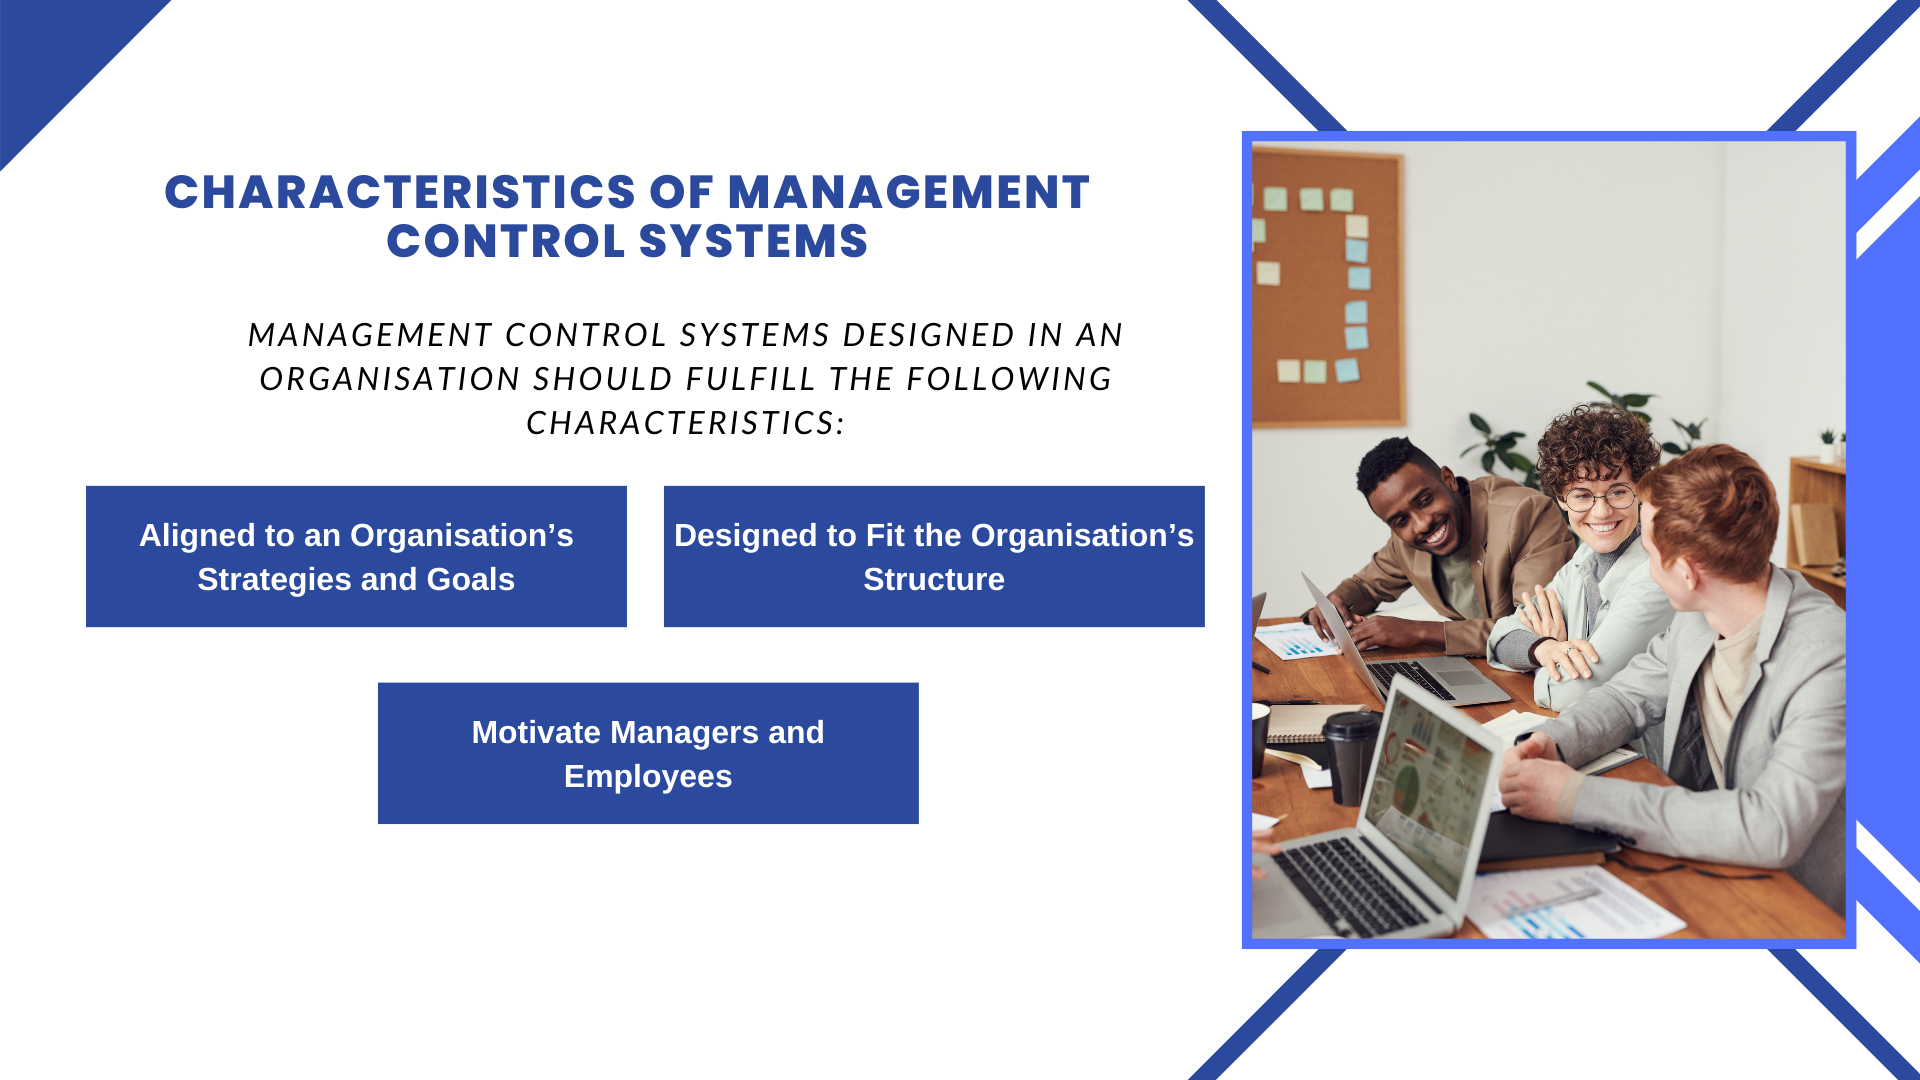 CHARACTERISTICS OF MANAGEMENT
CONTROL SYSTEMS
MANAGEMENT CONTROL SYSTEMS DESIGNED IN AN
ORGANISATION SHOULD FULFILL THE FOLLOWING
CHARACTERISTICS:
Aligned to an Organisation’s
Strategies and Goals
Designed to Fit the Organisation’s
Structure
Motivate Managers and
Employees